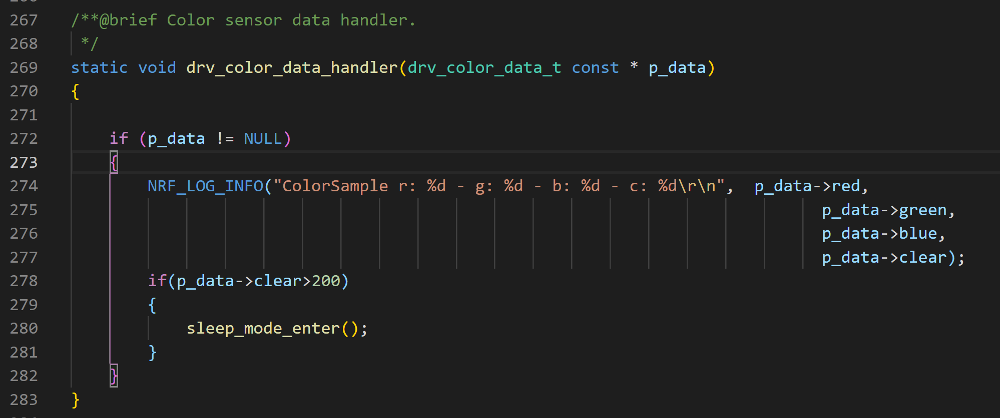 267 /**@brief Color sensor data handler.
268  */
269 static void drv_color_data_handler(drv_color_data_t const * p_data)
270 {
271
272     if (p_data != NULL)
273     {
274         NRF_LOG_INFO("ColorSample r: %d - g: %d - b: %d - c: %d\r\n",  p_data->red,
275                                                                               p_data->green,
276                                                                               p_data->blue,
277                                                                               p_data->clear);
278         if(p_data->clear>200)
279         {
280             sleep_mode_enter();
281         }
282     }
283 }